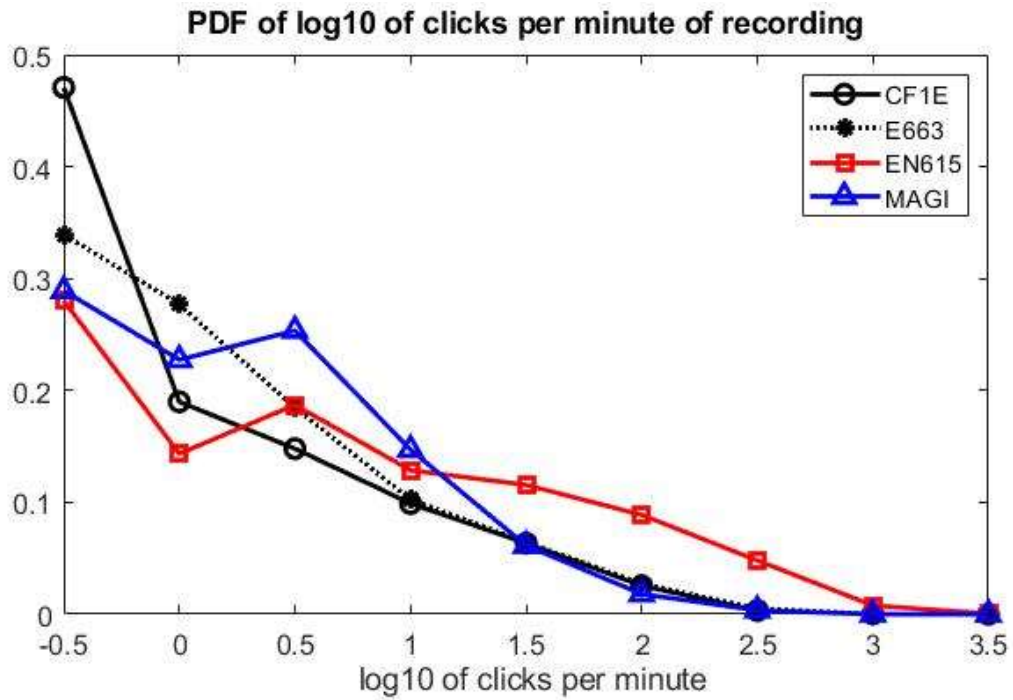 PDF of log10 of clicks per minute of recording
0.5
0.4
0.3
0.2
0.1
0
CF1E
E663
EN615
MAGI
-0.5 0 0.5 1 1.5 2 2.5 3 3.5
log10 of clicks per minute